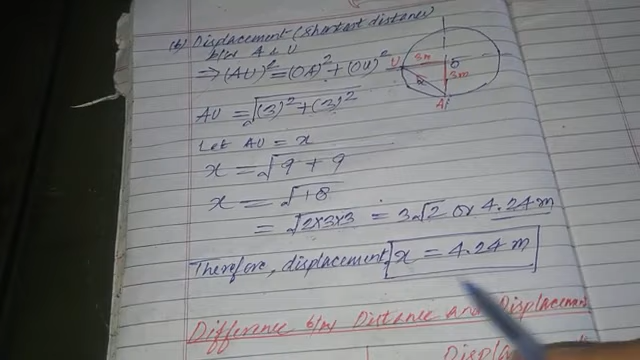 (b) Displacement (Shortest distance)
b/w A & U
⇒ (AU)² = (OA)² + (OU)²
AU = √(3)² + (3)²
Let AU = x
x = √9 + 9
x = √18
= √2×3×3 = 3√2 or 4.24 m
Therefore, displacement x = 4.24 m
U 3m O
x 3m
A
Difference b/w Distance and Displacement
Displac